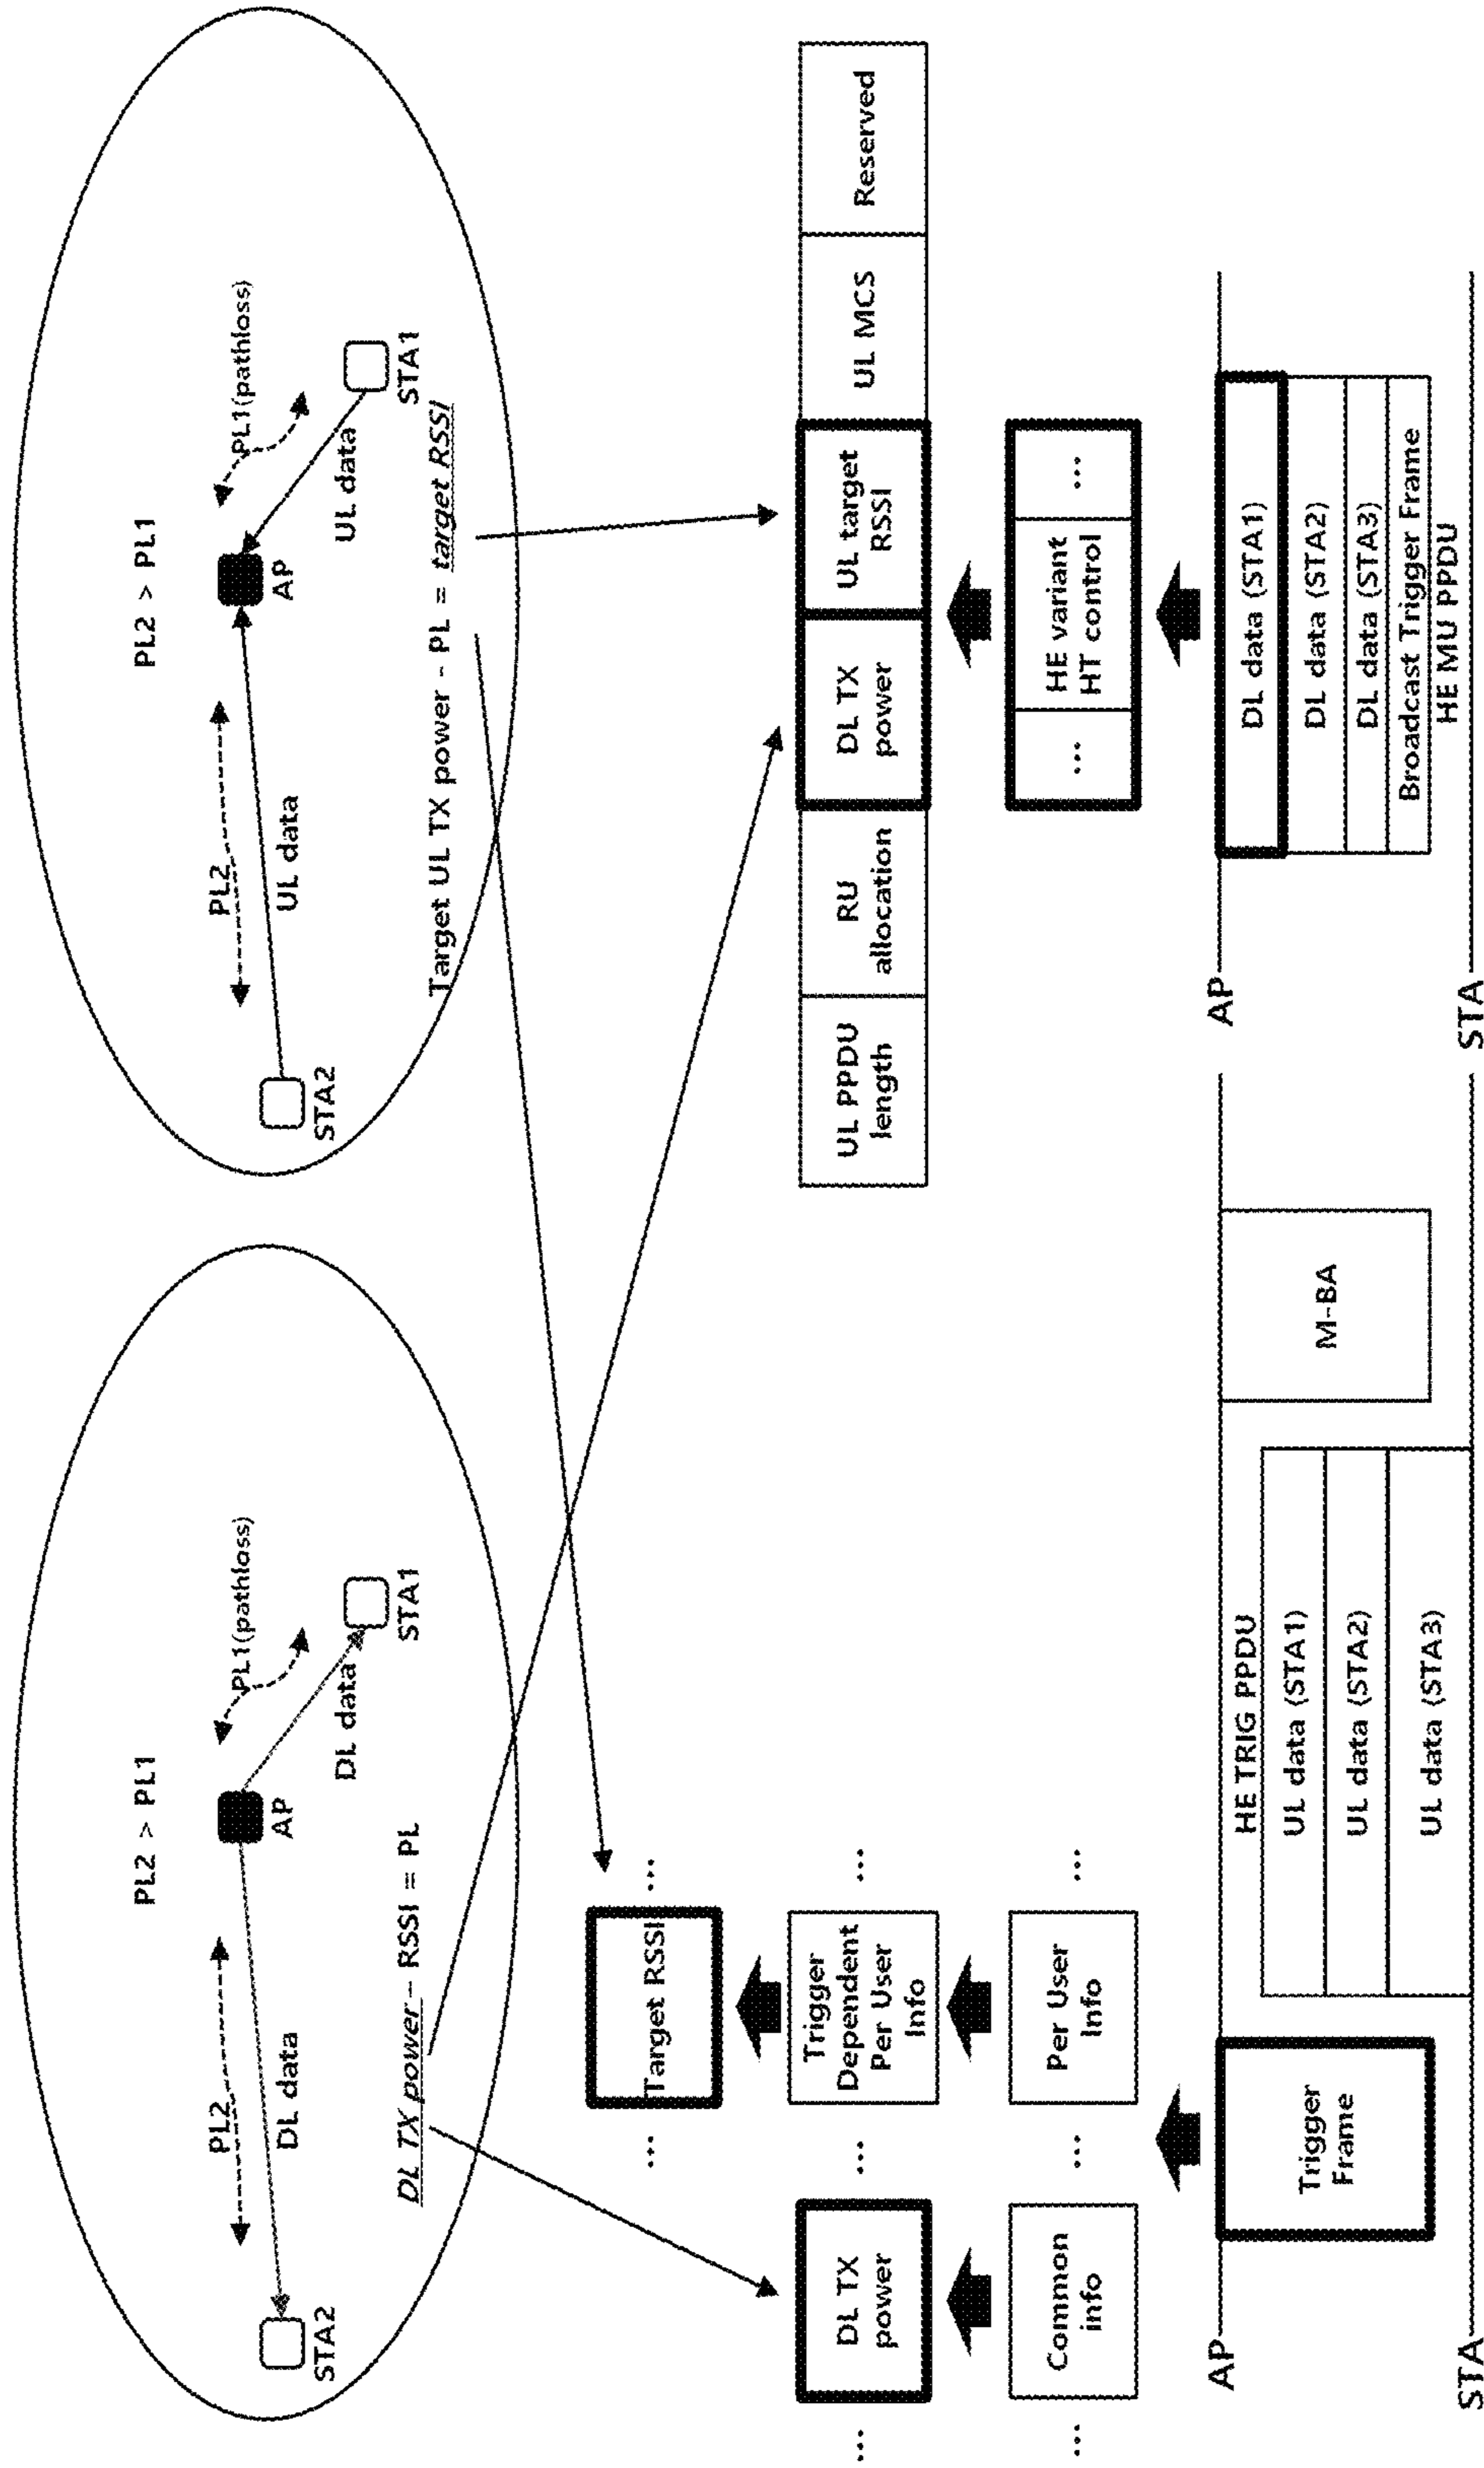 PL2 > PL1
PL2
PL1(pathloss)
DL data
AP
DL data
STA2
STA1
DL TX power - RSSI = PL
PL2 > PL1
PL2
PL1(pathloss)
UL data
AP
UL data
STA2
STA1
Target UL TX power - PL = target RSSI
...
Target RSSI
...
...
DL TX
power
...
Trigger
Dependent
Per User
Info
...
UL PPDU
length
RU
allocation
DL TX
power
UL target
RSSI
UL MCS
Reserved
...
Common
info
...
Per User
Info
...
...
HE variant
HT control
...
AP
Trigger
Frame
HE TRIG PPDU
UL data (STA1)
UL data (STA2)
UL data (STA3)
M-BA
STA
AP
DL data (STA1)
DL data (STA2)
DL data (STA3)
Broadcast Trigger Frame
HE MU PPDU
STA